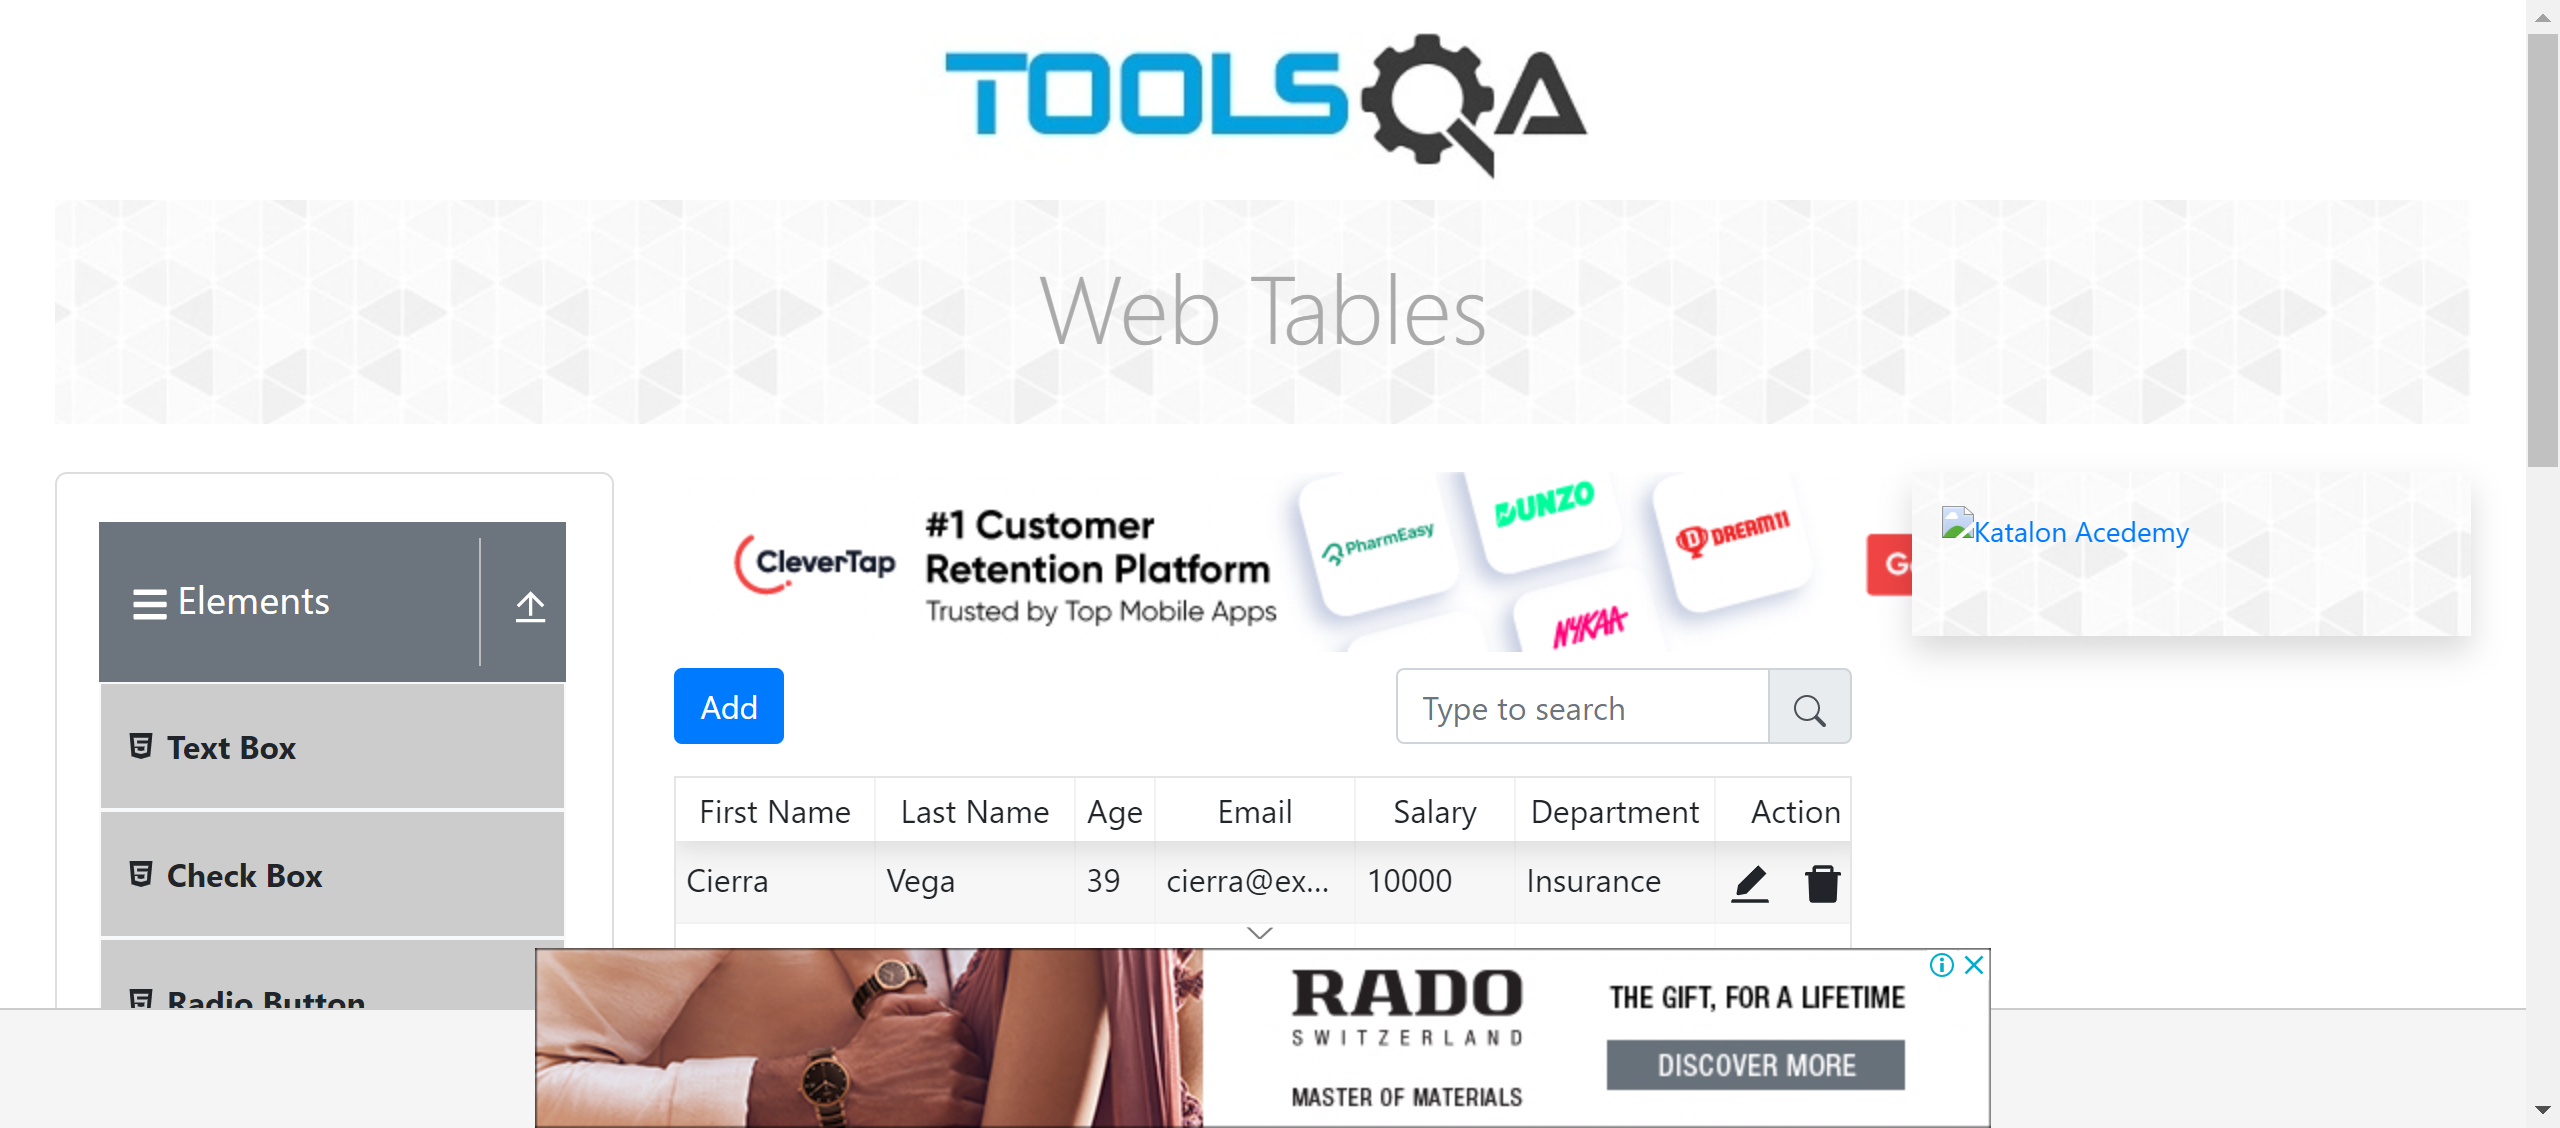 TOOLSQA
Web Tables
Elements
Text Box
Check Box
Radio Button
CleverTap
#1 Customer
Retention Platform
Trusted by Top Mobile Apps
PharmEasy
DUNZO
DREAM11
NYKAA
Katalon Acedemy
Add
Type to search
First Name Last Name Age Email Salary Department Action
Cierra Vega 39 cierra@ex... 10000 Insurance
RADO
SWITZERLAND
MASTER OF MATERIALS
THE GIFT, FOR A LIFETIME
DISCOVER MORE